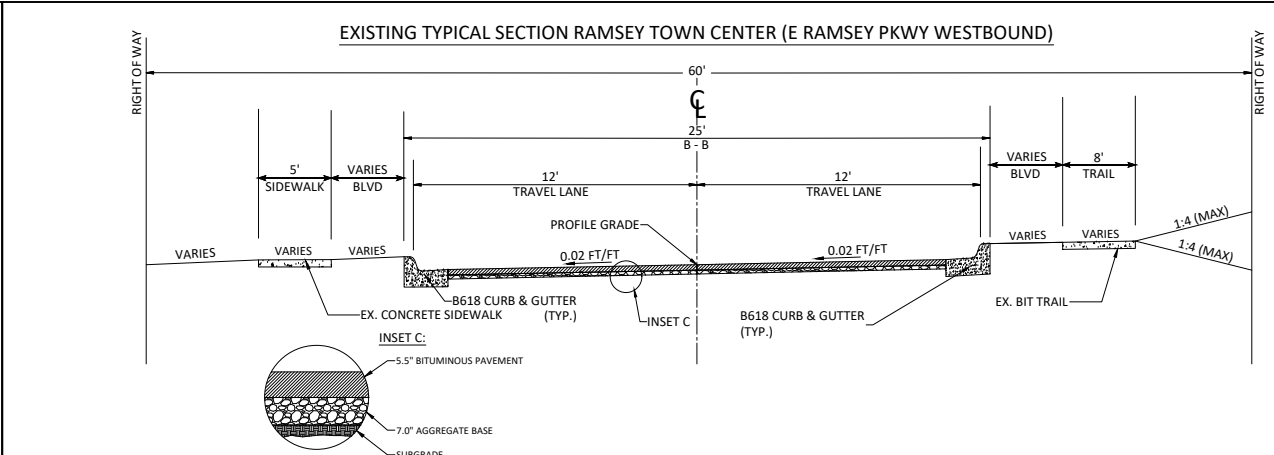 EXISTING TYPICAL SECTION RAMSEY TOWN CENTER (E RAMSEY PKWY WESTBOUND)
RIGHT OF WAY
60'
RIGHT OF WAY
CL
25'
B - B
5'
SIDEWALK
VARIES
BLVD
12'
TRAVEL LANE
12'
TRAVEL LANE
VARIES
BLVD
8'
TRAIL
PROFILE GRADE
VARIES
VARIES
VARIES
0.02 FT/FT
0.02 FT/FT
VARIES
VARIES
1:4 (MAX)
1:4 (MAX)
B618 CURB & GUTTER
(TYP.)
EX. CONCRETE SIDEWALK
INSET C
B618 CURB & GUTTER
(TYP.)
EX. BIT TRAIL
INSET C:
5.5" BITUMINOUS PAVEMENT
7.0" AGGREGATE BASE
SUBGRADE